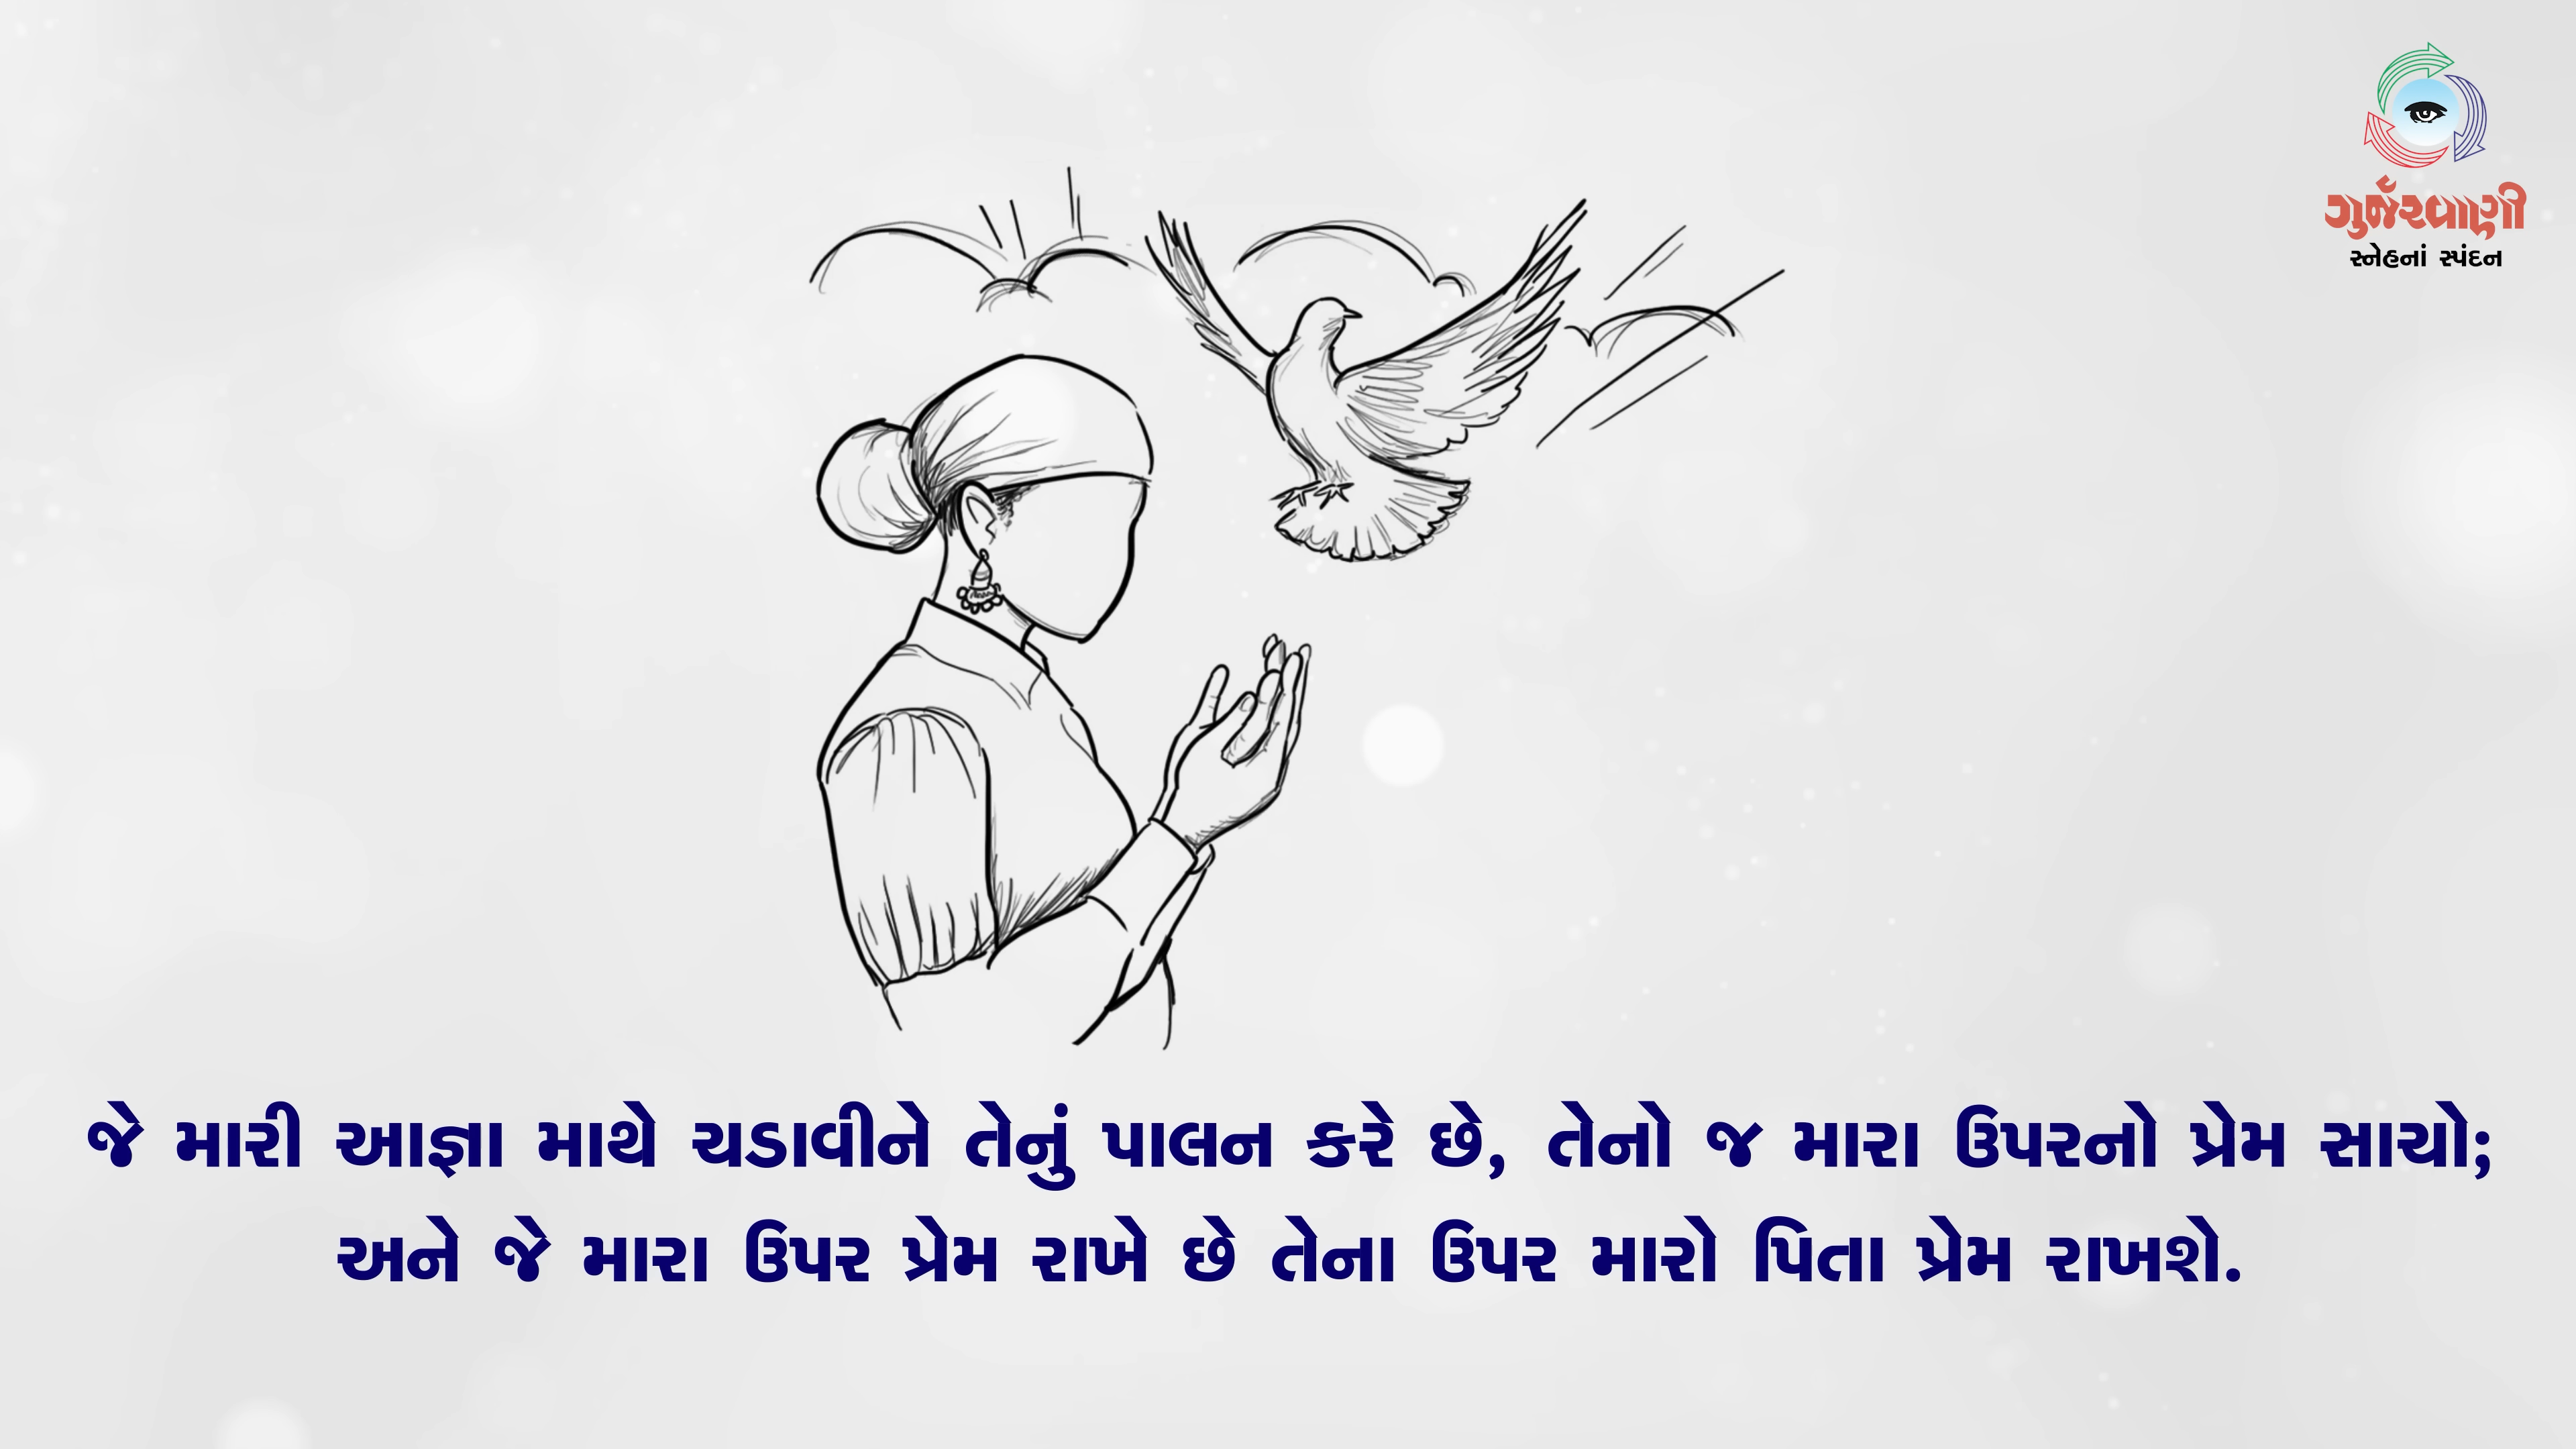 ગુર્જરવાણી
સ્નેહનાં સ્પંદન
જે મારી આજ્ઞા માથે ચડાવીને તેનું પાલન કરે છે, તેનો જ મારા ઉપરનો પ્રેમ સાચો;
અને જે મારા ઉપર પ્રેમ રાખે છે તેના ઉપર મારો પિતા પ્રેમ રાખશે.